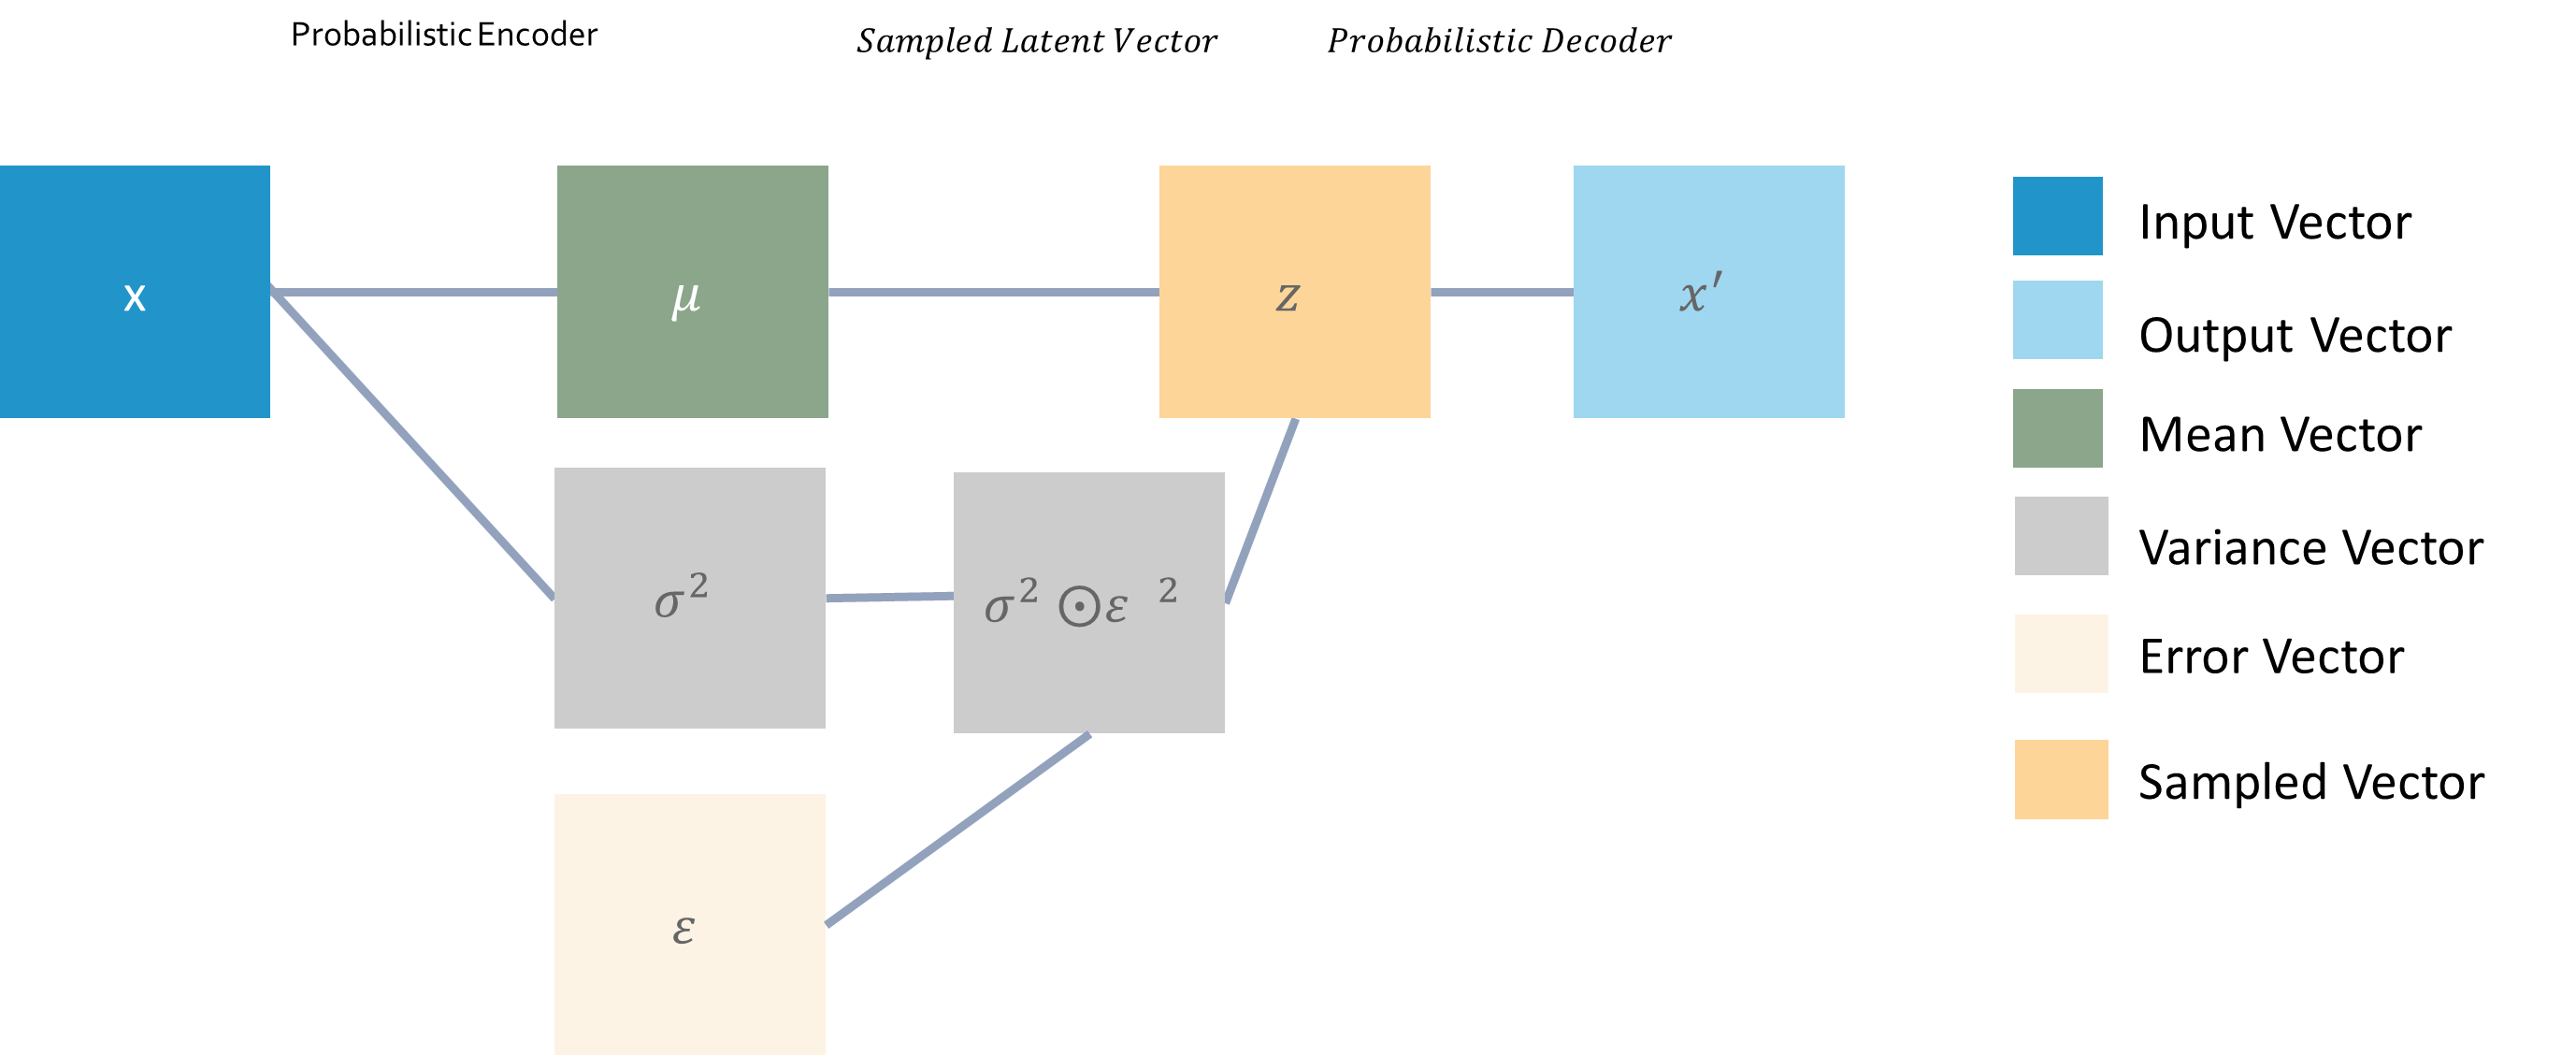 Probabilistic Encoder
Sampled Latent Vector
Probabilistic Decoder
x
μ
z
x′
σ²
σ² ⊙ε ²
ε
Input Vector
Output Vector
Mean Vector
Variance Vector
Error Vector
Sampled Vector